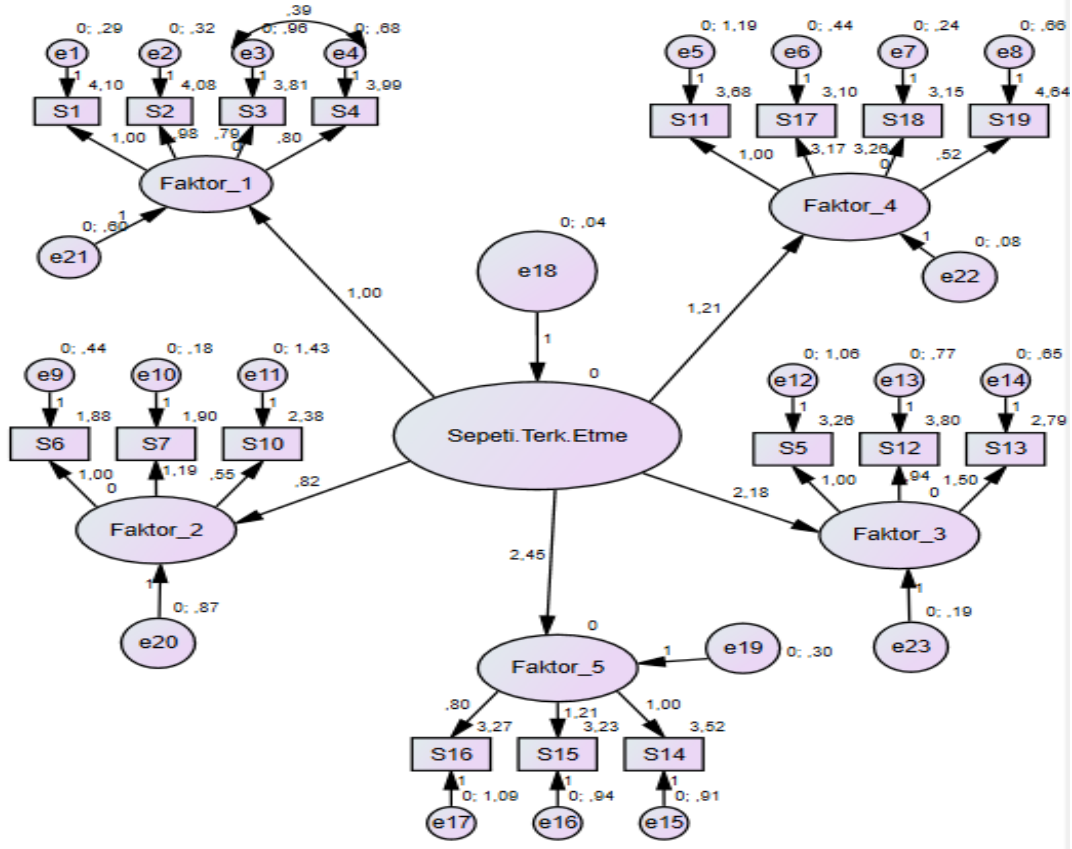 ,39
0; ,29 0; ,32 0; ,96 0; ,68
e1 e2 e3 e4
1 1 1 1
4,10 4,08 3,81 3,99
S1 S2 S3 S4
1,00 ,98 ,79 ,80
0
Faktor_1
1
0; ,60
e21
0; 1,19 0; ,44 0; ,24 0; ,66
e5 e6 e7 e8
1 1 1 1
3,68 3,10 3,15 4,64
S11 S17 S18 S19
1,00 3,17 3,26 ,52
0
Faktor_4
1 0; ,08
e22
0; ,04
e18
1
0
Sepeti.Terk.Etme
1,00
1,21
,82
2,18
2,45
0; ,44 0; ,18 0; 1,43
e9 e10 e11
1 1 1
1,88 1,90 2,38
S6 S7 S10
1,00 1,19 ,55
0
Faktor_2
1
0; ,87
e20
0; 1,06 0; ,77 0; ,65
e12 e13 e14
1 1 1
3,26 3,80 2,79
S5 S12 S13
1,00 ,94 1,50
0
Faktor_3
1
0; ,19
e23
0
Faktor_5
1
e19
0; ,30
,80 1,21 1,00
3,27 3,23 3,52
S16 S15 S14
1 1 1
0; 1,09 0; ,94 0; ,91
e17 e16 e15